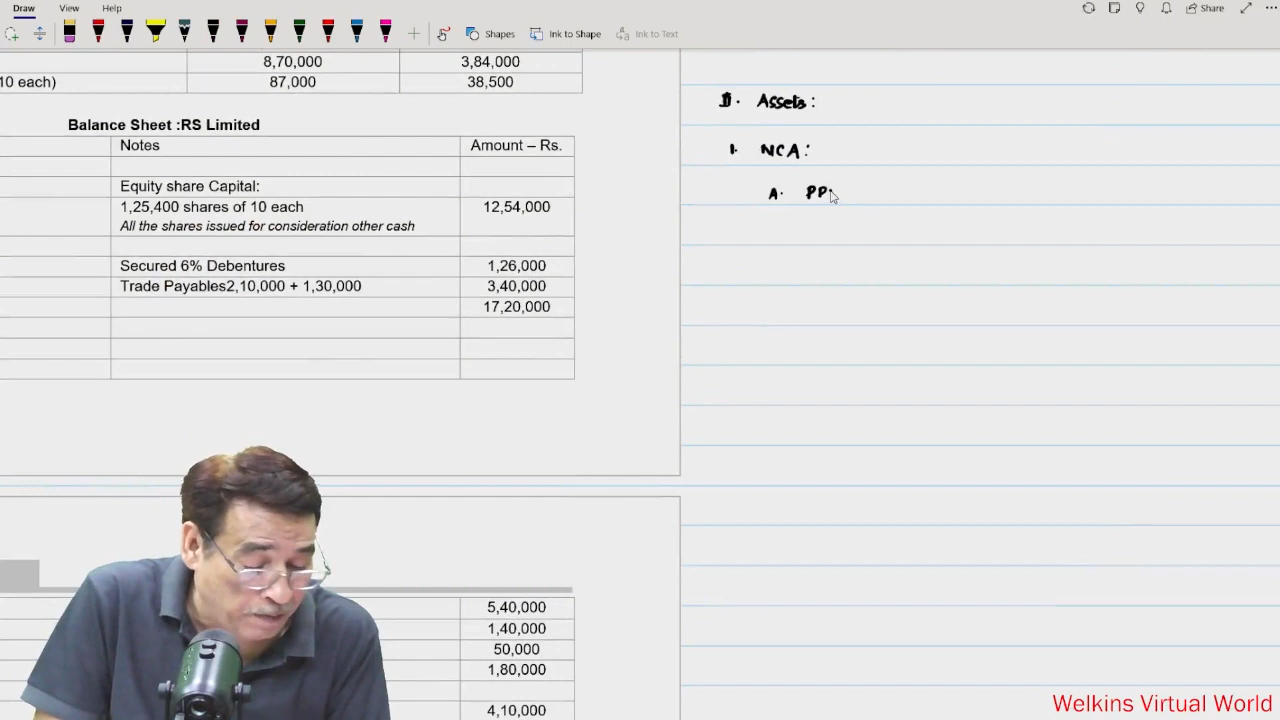 Draw View Help Share
Shapes Ink to Shape Ink to Text
8,70,000 3,84,000
10 each) 87,000 38,500
Balance Sheet :RS Limited
Notes Amount – Rs.
Equity share Capital:
1,25,400 shares of 10 each 12,54,000
All the shares issued for consideration other cash
Secured 6% Debentures 1,26,000
Trade Payables2,10,000 + 1,30,000 3,40,000
17,20,000
5,40,000
1,40,000
50,000
1,80,000
4,10,000
II. Assets:
1. NCA:
A. PP
Welkins Virtual World